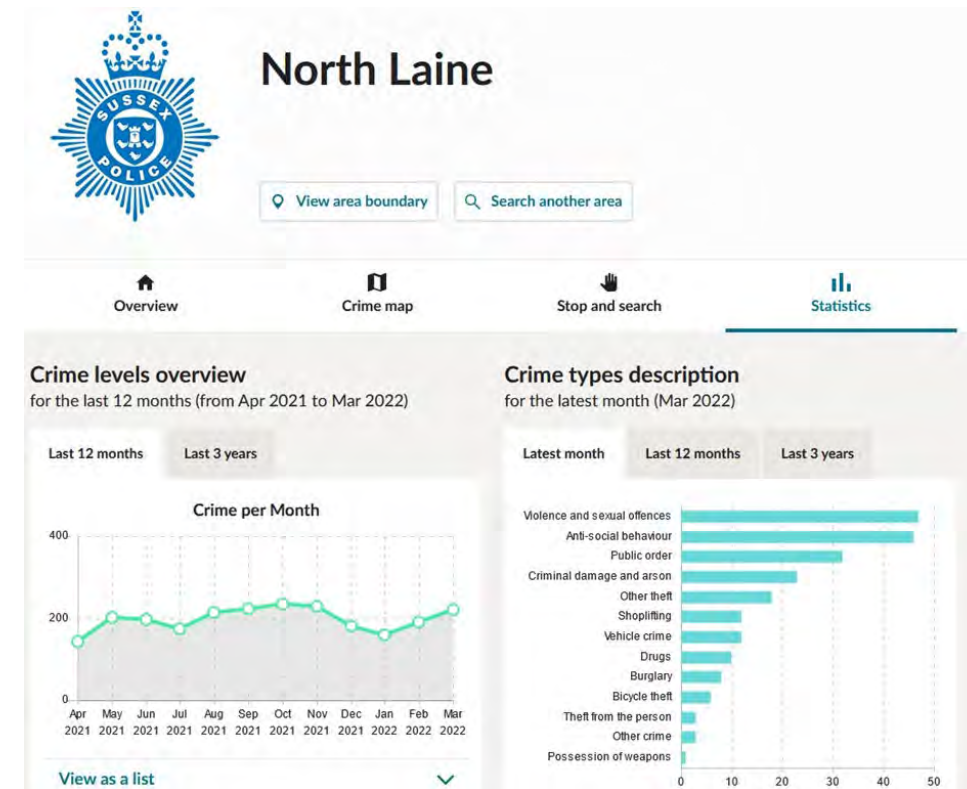 SUSSEX
POLICE
North Laine
View area boundary
Search another area
Overview
Crime map
Stop and search
Statistics
Crime levels overview
for the last 12 months (from Apr 2021 to Mar 2022)
Last 12 months
Last 3 years
Crime per Month
400
200
0
Apr May Jun Jul Aug Sep Oct Nov Dec Jan Feb Mar
2021 2021 2021 2021 2021 2021 2021 2021 2021 2022 2022 2022
View as a list
Crime types description
for the latest month (Mar 2022)
Latest month
Last 12 months
Last 3 years
Violence and sexual offences
Anti-social behaviour
Public order
Criminal damage and arson
Other theft
Shoplifting
Vehicle crime
Drugs
Burglary
Bicycle theft
Theft from the person
Other crime
Possession of weapons
0 10 20 30 40 50